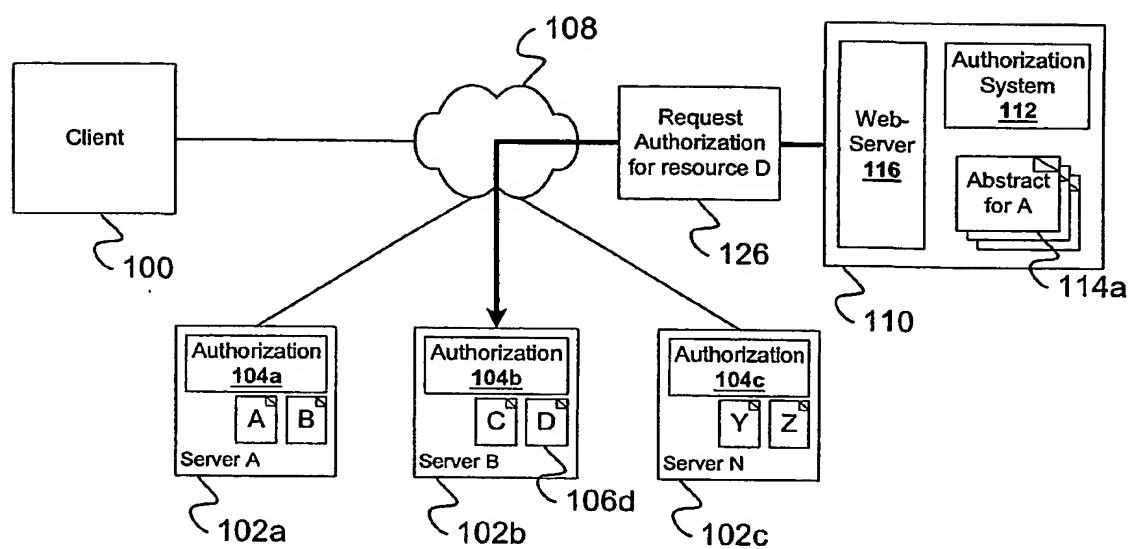 108
Client
Request
Authorization
for resource D
Web-
Server
116
Authorization
System
112
Abstract
for A
100
126
114a
110
Authorization
104a
A B
Server A
Authorization
104b
C D
Server B
Authorization
104c
Y Z
Server N
102a
102b
106d
102c